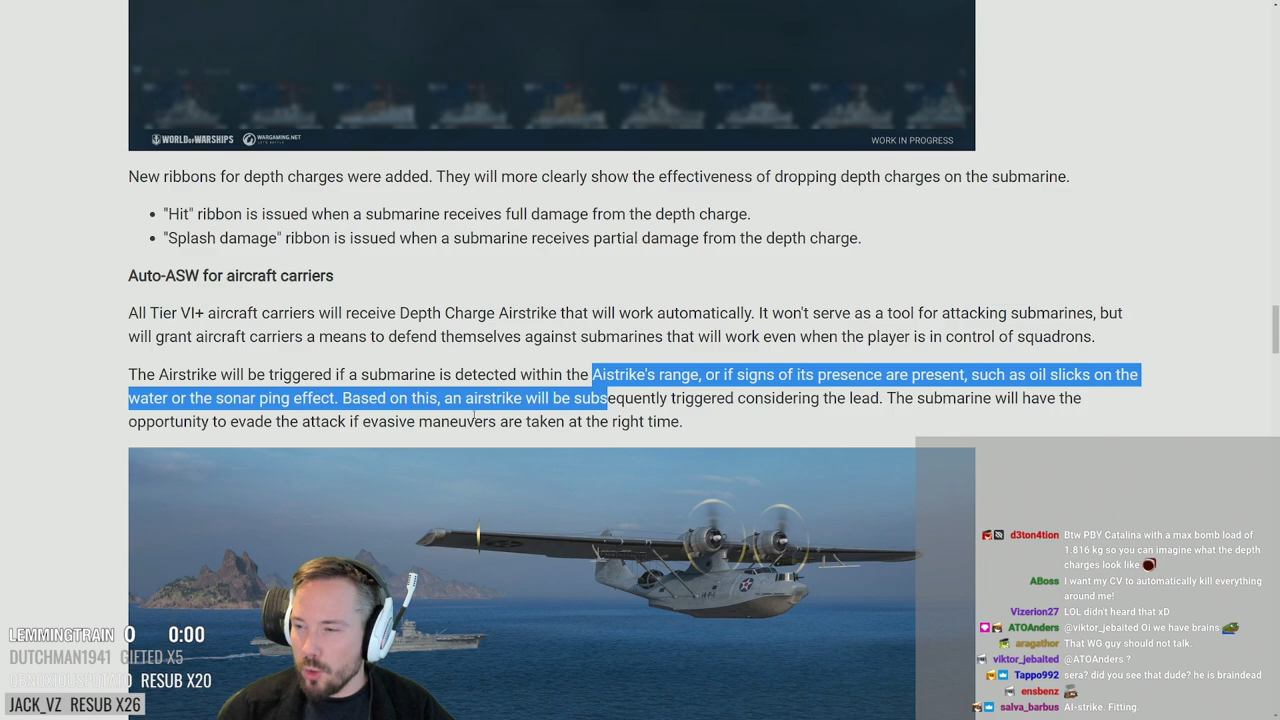 WORLD OF WARSHIPS
WARGAMING.NET
LET'S BATTLE
WORK IN PROGRESS
New ribbons for depth charges were added. They will more clearly show the effectiveness of dropping depth charges on the submarine.
• "Hit" ribbon is issued when a submarine receives full damage from the depth charge.
• "Splash damage" ribbon is issued when a submarine receives partial damage from the depth charge.
Auto-ASW for aircraft carriers
All Tier VI+ aircraft carriers will receive Depth Charge Airstrike that will work automatically. It won't serve as a tool for attacking submarines, but
will grant aircraft carriers a means to defend themselves against submarines that will work even when the player is in control of squadrons.
The Airstrike will be triggered if a submarine is detected within the Aistrike's range, or if signs of its presence are present, such as oil slicks on the
water or the sonar ping effect. Based on this, an airstrike will be subsequently triggered considering the lead. The submarine will have the
opportunity to evade the attack if evasive maneuvers are taken at the right time.
d3ton4tion Btw PBY Catalina with a max bomb load of
1.816 kg so you can imagine what the depth
charges look like
ABoss I want my CV to automatically kill everything
around me!
Vizerion27 LOL didn't heard that xD
ATOAnders @viktor_jebaited Oi we have brains
aragathor That WG guy should not talk.
viktor_jebaited @ATOAnders ?
Tappo992 sera? did you see that dude? he is braindead
ensbenz
salva_barbus AI-strike. Fitting.
LEMMINGTRAIN 0 0:00
DUTCHMAN1941 GIFTED X5
RESUB X20
JACK_VZ RESUB X26